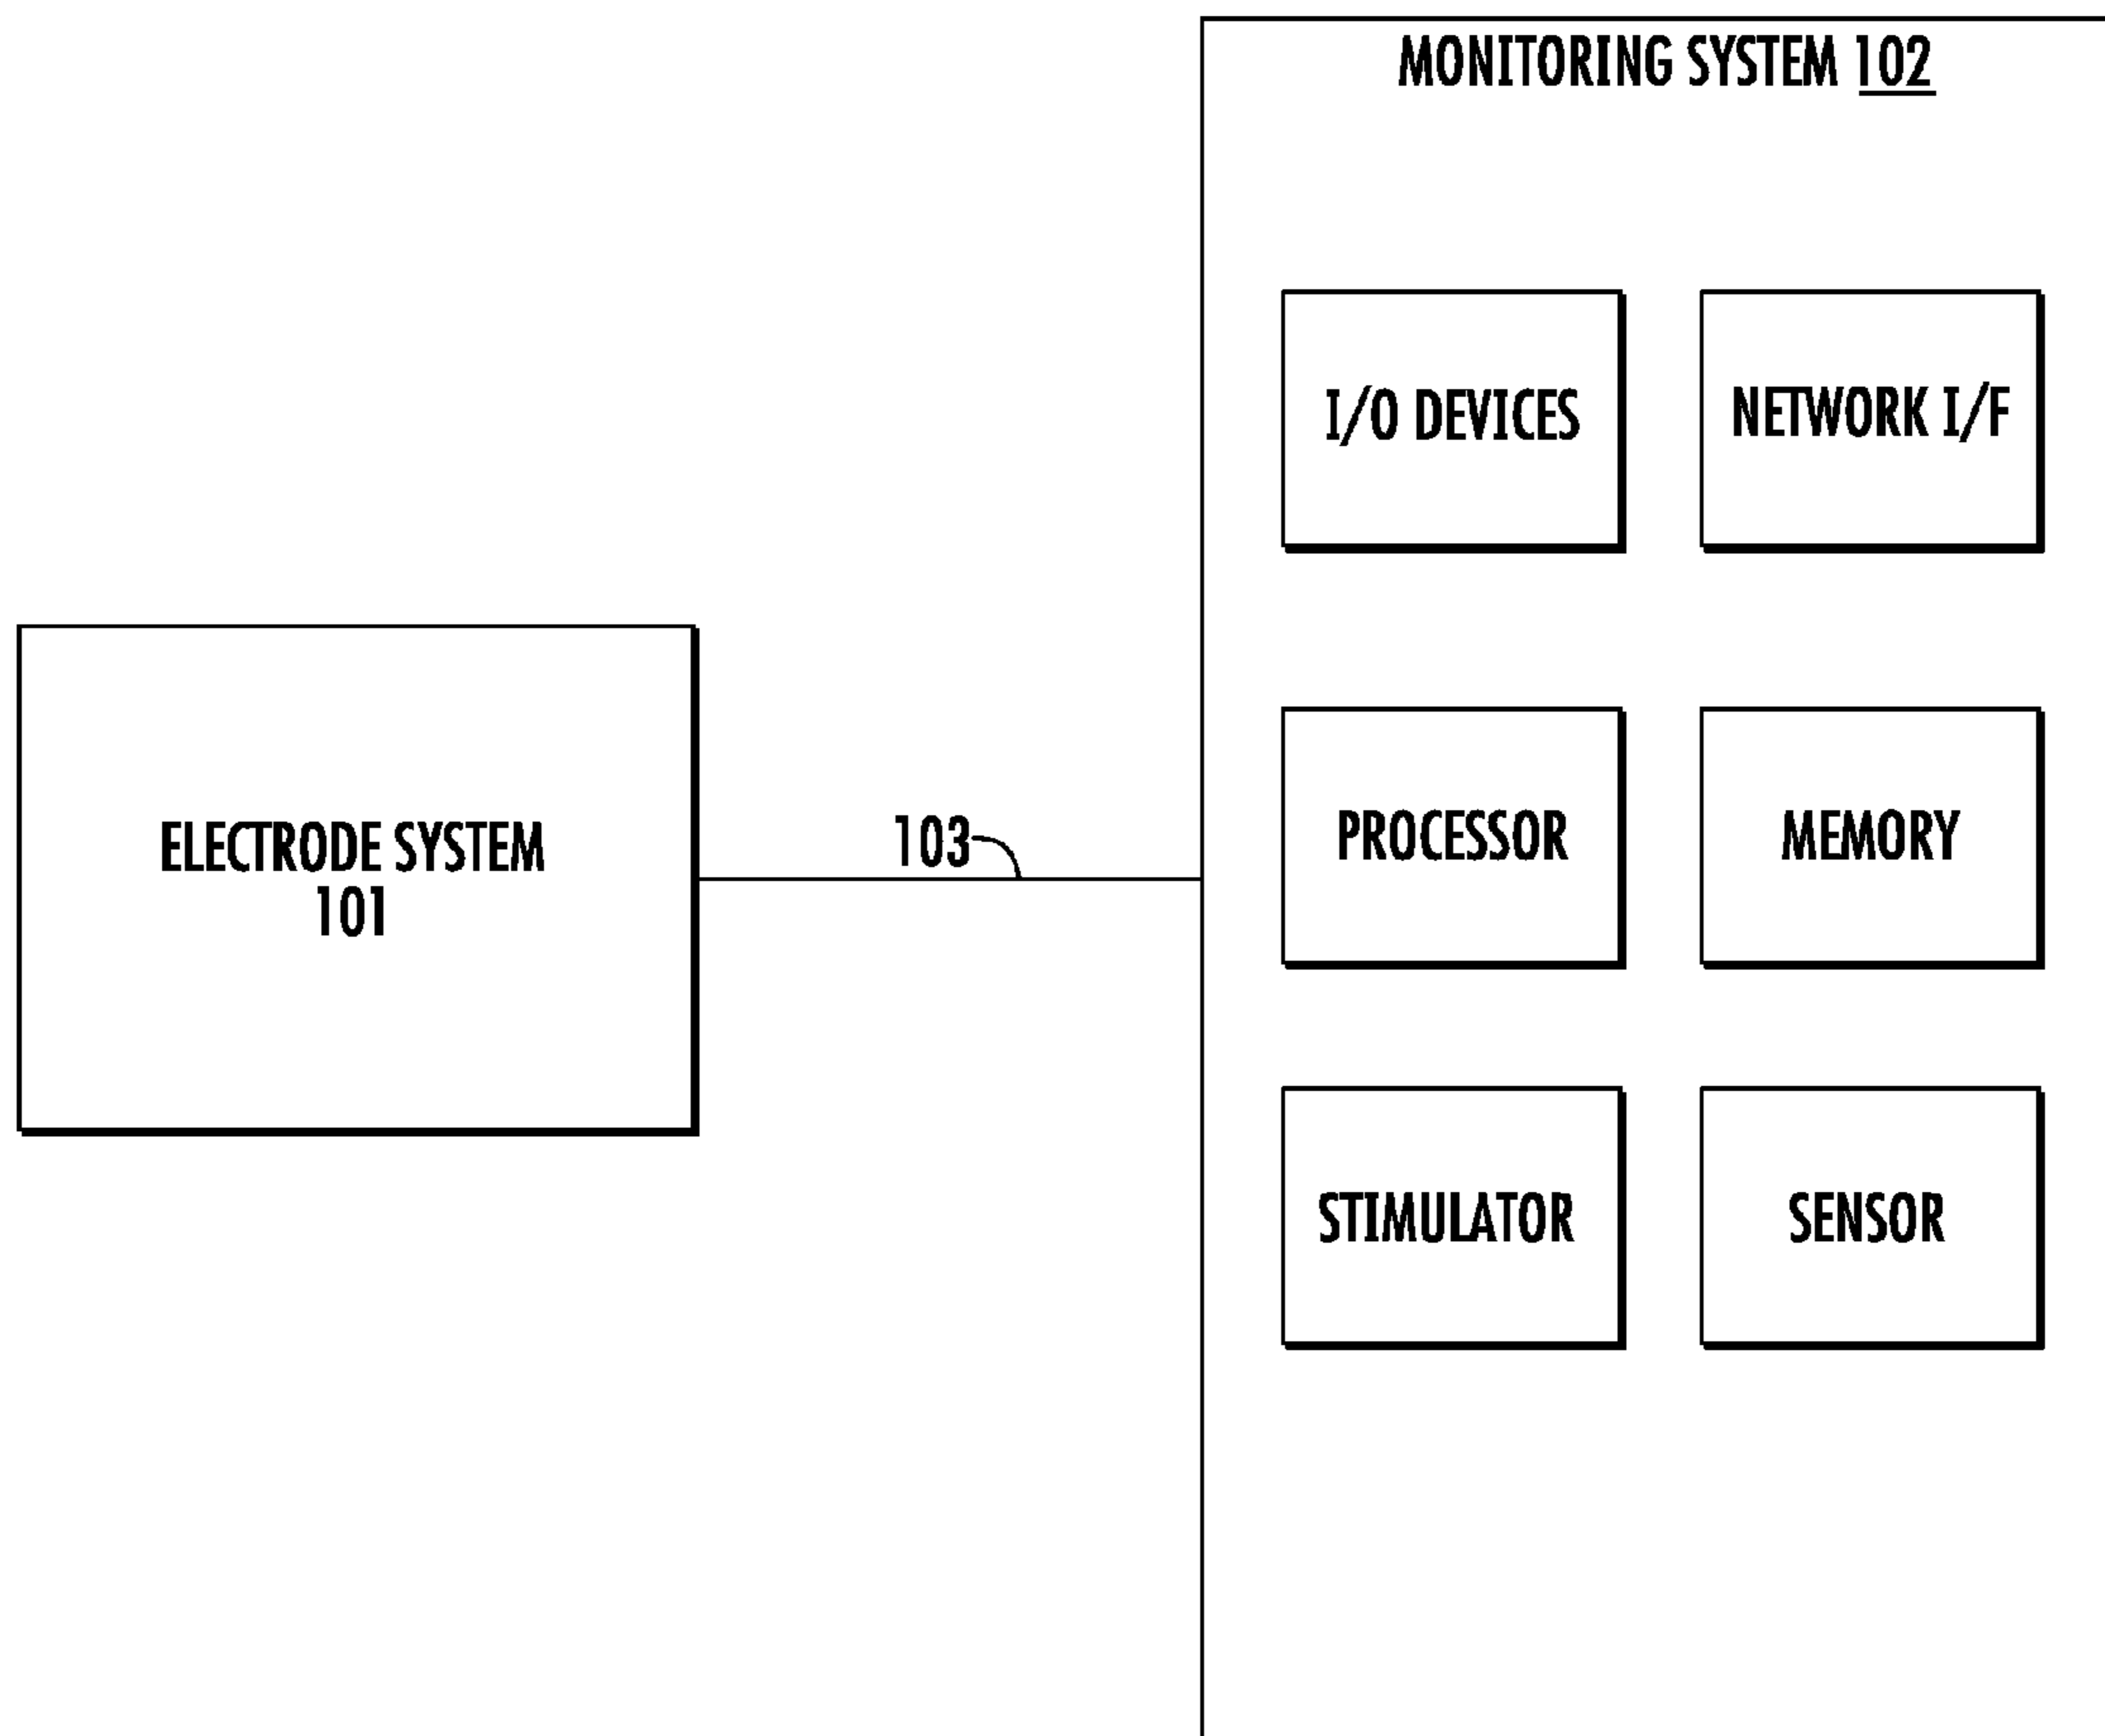 MONITORING SYSTEM 102
I/O DEVICES
NETWORK I/F
ELECTRODE SYSTEM
101
103
PROCESSOR
MEMORY
STIMULATOR
SENSOR